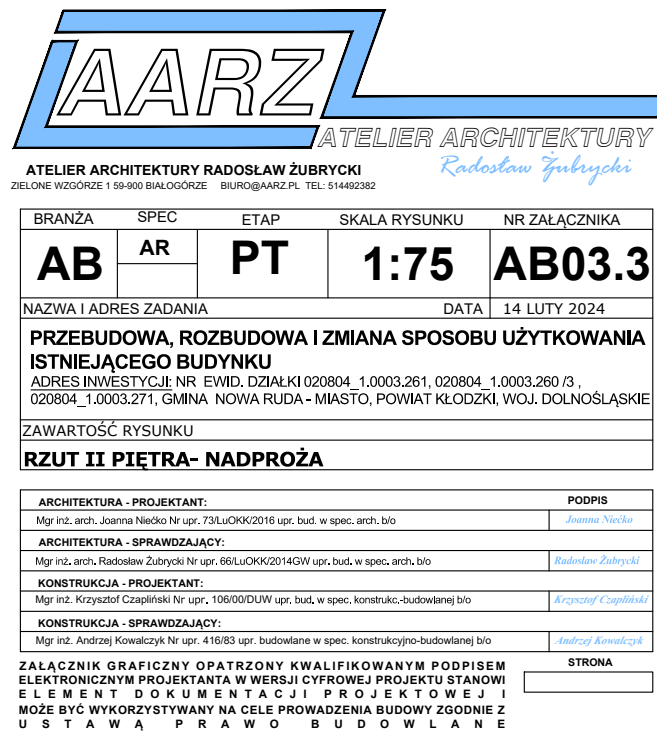 AARZ
ATELIER ARCHITEKTURY
Radosław Żubrycki
ATELIER ARCHITEKTURY RADOSŁAW ŻUBRYCKI
ZIELONE WZGÓRZE 1 59-900 BIAŁOGÓRZE BIURO@AARZ.PL TEL: 514492382
BRANŻA SPEC ETAP SKALA RYSUNKU NR ZAŁĄCZNIKA
AB AR PT 1:75 AB03.3
NAZWA I ADRES ZADANIA DATA 14 LUTY 2024
PRZEBUDOWA, ROZBUDOWA I ZMIANA SPOSOBU UŻYTKOWANIA
ISTNIEJĄCEGO BUDYNKU
ADRES INWESTYCJI: NR EWID. DZIAŁKI 020804_1.0003.261, 020804_1.0003.260 /3 ,
020804_1.0003.271, GMINA NOWA RUDA - MIASTO, POWIAT KŁODZKI, WOJ. DOLNOŚLĄSKIE
ZAWARTOŚĆ RYSUNKU
RZUT II PIĘTRA- NADPROŻA
ARCHITEKTURA - PROJEKTANT: PODPIS
Mgr inż. arch. Joanna Niećko Nr upr. 73/LuOKK/2016 upr. bud. w spec. arch. b/o Joanna Niećko
ARCHITEKTURA - SPRAWDZAJĄCY:
Mgr inż. arch. Radosław Żubrycki Nr upr. 66/LuOKK/2014GW upr. bud. w spec. arch. b/o Radosław Żubrycki
KONSTRUKCJA - PROJEKTANT:
Mgr inż. Krzysztof Czapliński Nr upr. 106/00/DUW upr. bud. w spec. konstrukc.-budowlanej b/o Krzysztof Czapliński
KONSTRUKCJA - SPRAWDZAJĄCY:
Mgr inż. Andrzej Kowalczyk Nr upr. 416/83 upr. budowlane w spec. konstrukcyjno-budowlanej b/o Andrzej Kowalczyk
ZAŁĄCZNIK GRAFICZNY OPATRZONY KWALIFIKOWANYM PODPISEM STRONA
ELEKTRONICZNYM PROJEKTANTA W WERSJI CYFROWEJ PROJEKTU STANOWI
ELEMENT DOKUMENTACJI PROJEKTOWEJ I
MOŻE BYĆ WYKORZYSTYWANY NA CELE PROWADZENIA BUDOWY ZGODNIE Z
USTAWĄ PRAWO BUDOWLANE